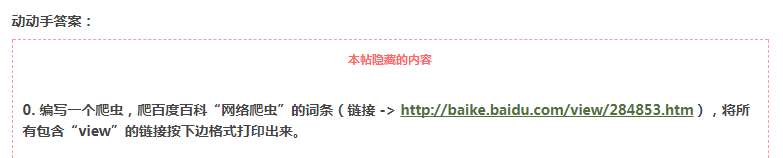 动动手答案：
本帖隐藏的内容
0. 编写一个爬虫，爬百度百科“网络爬虫”的词条（链接 -> http://baike.baidu.com/view/284853.htm），将所
有包含“view”的链接按下边格式打印出来。